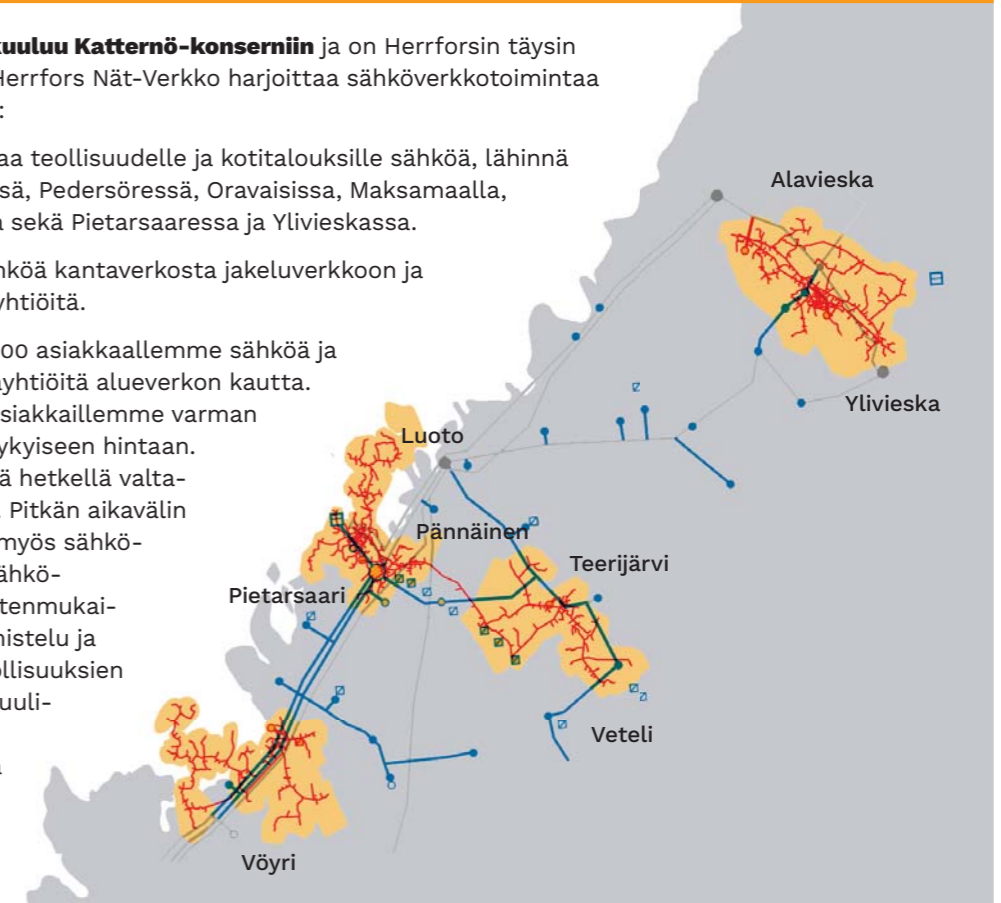 kuuluu Katternö-konserniin ja on Herrforsin täysin
Herrfors Nät-Verkko harjoittaa sähköverkkotoimintaa
:
aa teollisuudelle ja kotitalouksille sähköä, lähinnä
sä, Pedersöressä, Oravaisissa, Maksamaalla,
sekä Pietarsaaressa ja Ylivieskassa.
hköä kantaverkosta jakeluverkkoon ja
yhtiöitä.
00 asiakkaallemme sähköä ja
yhtiöitä alueverkon kautta.
siakkaillemme varman
ykyiseen hintaan.
ä hetkellä valta-
Pitkän aikavälin
myös sähkö-
ähkö-
tenmukai-
nistelu ja
ollisuuksien
uuli-
Alavieska
Ylivieska
Luoto
Pännäinen
Teerijärvi
Pietarsaari
Veteli
Vöyri